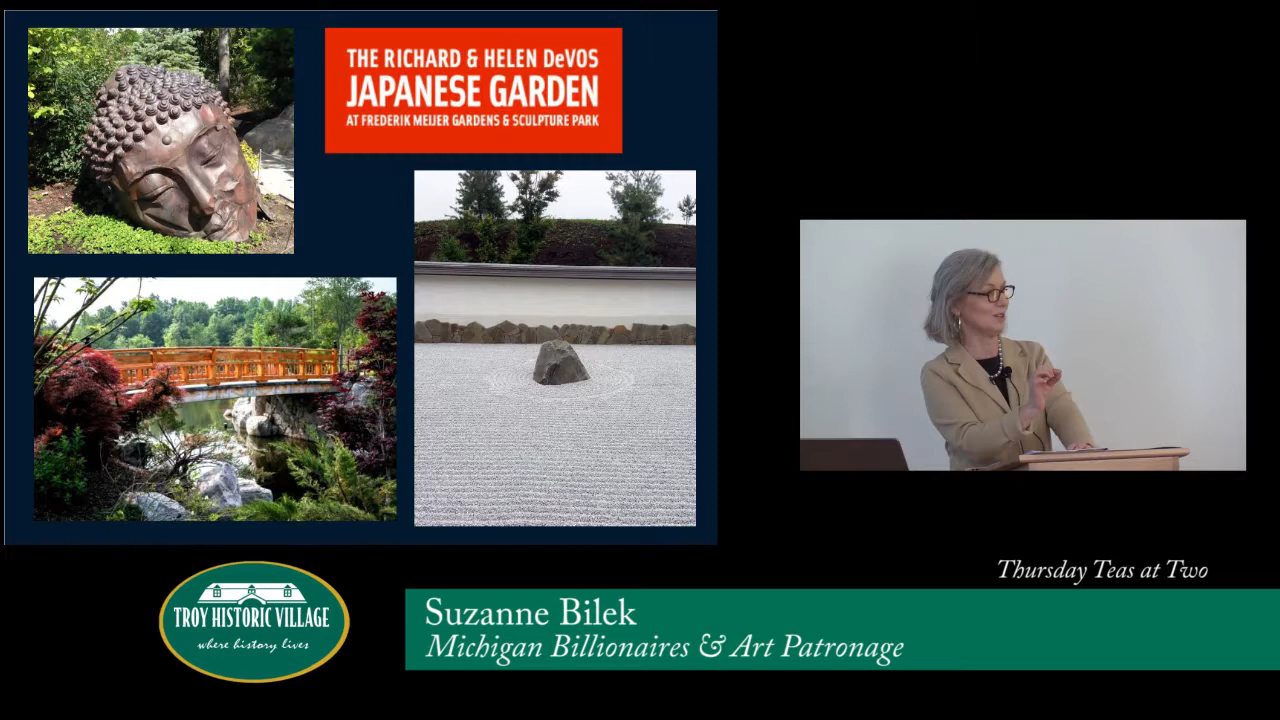 THE RICHARD & HELEN DeVOS
JAPANESE GARDEN
AT FREDERIK MEIJER GARDENS & SCULPTURE PARK
Thursday Teas at Two
TROY HISTORIC VILLAGE
where history lives
Suzanne Bilek
Michigan Billionaires & Art Patronage